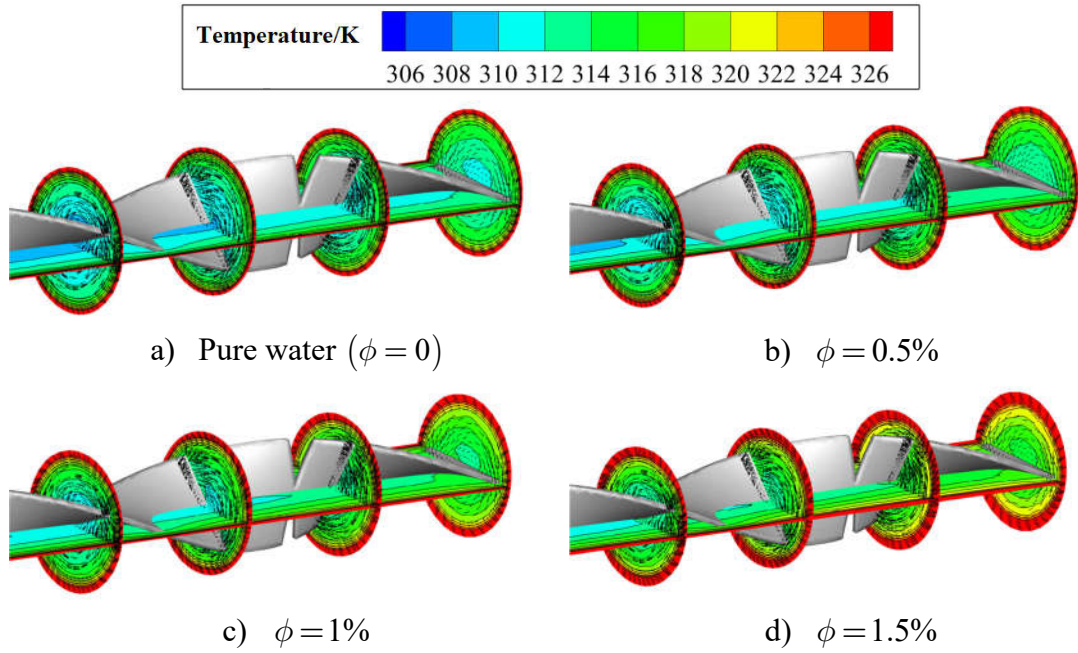 Temperature/K
306 308 310 312 314 316 318 320 322 324 326
a) Pure water (ϕ = 0)
b) ϕ = 0.5%
c) ϕ = 1%
d) ϕ = 1.5%